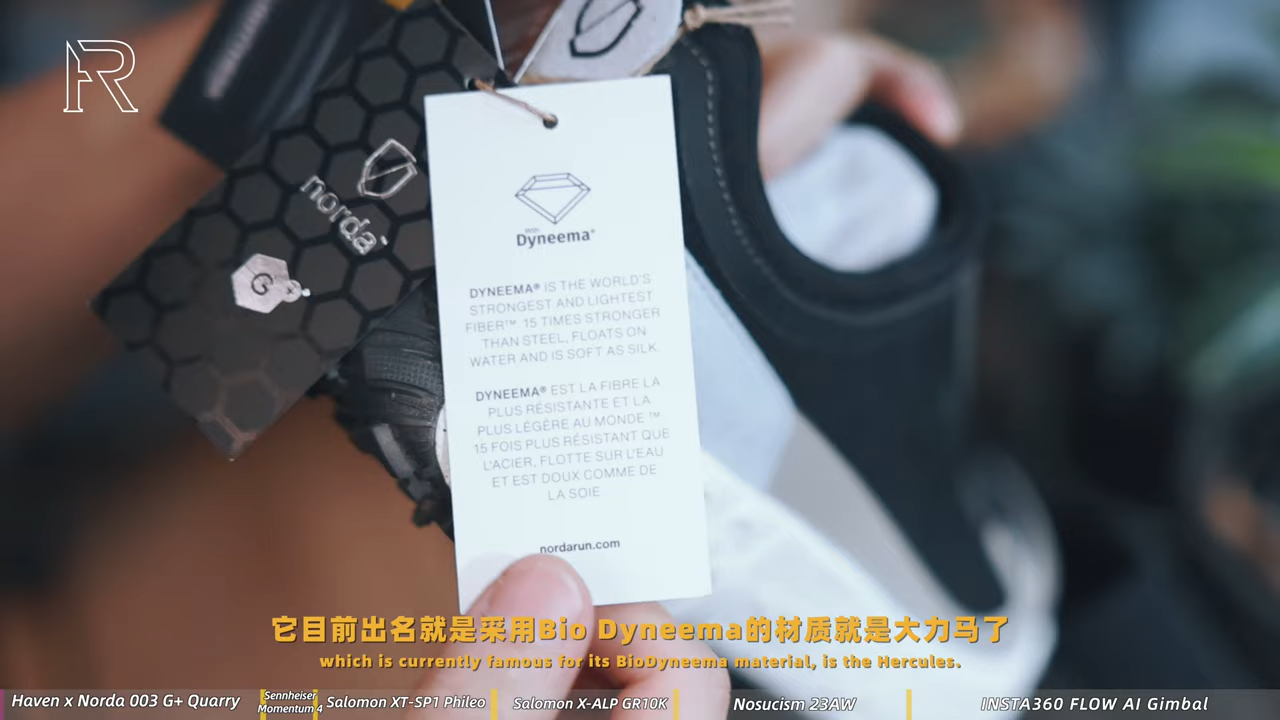 R
norda
G+
With
Dyneema®
DYNEEMA® IS THE WORLD'S
STRONGEST AND LIGHTEST
FIBER™. 15 TIMES STRONGER
THAN STEEL, FLOATS ON
WATER AND IS SOFT AS SILK.
DYNEEMA® EST LA FIBRE LA
PLUS RÉSISTANTE ET LA
PLUS LÉGÈRE AU MONDE ™
15 FOIS PLUS RÉSISTANT QUE
L'ACIER, FLOTTE SUR L'EAU
ET EST DOUX COMME DE
LA SOIE
nordarun.com
它目前出名就是采用Bio Dyneema的材质就是大力马了
which is currently famous for its BioDyneema material, is the Hercules.
Haven x Norda 003 G+ Quarry
Sennheiser
Momentum 4
Salomon XT-SP1 Phileo
Salomon X-ALP GR10K
Nosucism 23AW
INSTA360 FLOW AI Gimbal